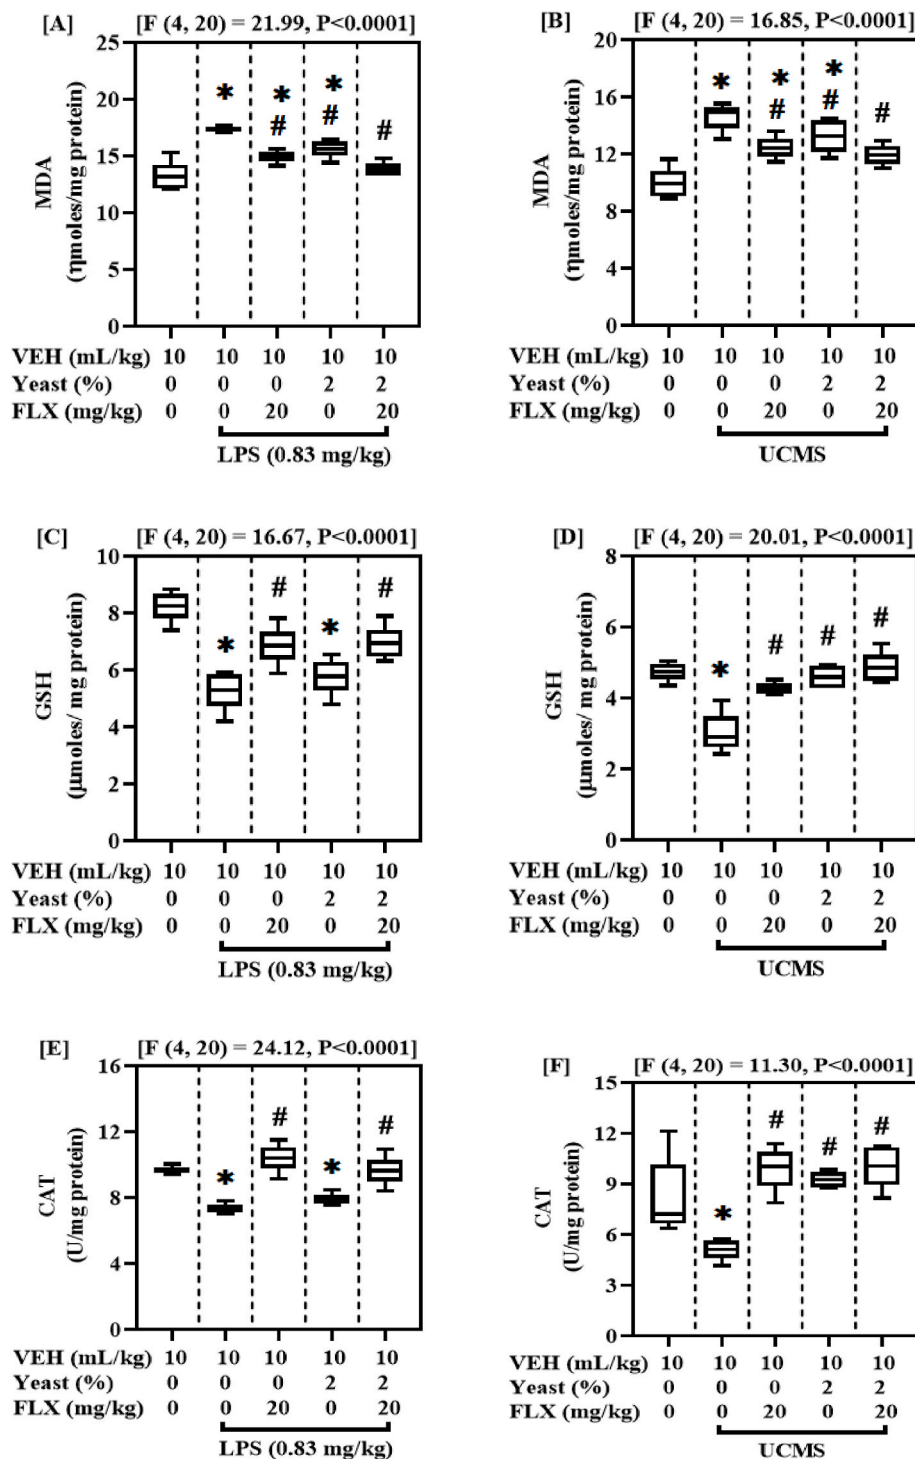 [A] [F (4, 20) = 21.99, P<0.0001]
25
20
15
10
5
0
MDA
(ηmoles/mg protein)
* * # * # #
VEH (mL/kg) 10 10 10 10 10
Yeast (%) 0 0 0 2 2
FLX (mg/kg) 0 0 20 0 20
LPS (0.83 mg/kg)
[B] [F (4, 20) = 16.85, P<0.0001]
20
16
12
8
4
0
MDA
(ηmoles/mg protein)
* * # * # #
VEH (mL/kg) 10 10 10 10 10
Yeast (%) 0 0 0 2 2
FLX (mg/kg) 0 0 20 0 20
UCMS
[C] [F (4, 20) = 16.67, P<0.0001]
10
8
6
4
2
0
GSH
(µmoles/ mg protein)
* # * #
VEH (mL/kg) 10 10 10 10 10
Yeast (%) 0 0 0 2 2
FLX (mg/kg) 0 0 20 0 20
LPS (0.83 mg/kg)
[D] [F (4, 20) = 20.01, P<0.0001]
8
6
4
2
0
GSH
(µmoles/ mg protein)
* # # #
VEH (mL/kg) 10 10 10 10 10
Yeast (%) 0 0 0 2 2
FLX (mg/kg) 0 0 20 0 20
UCMS
[E] [F (4, 20) = 24.12, P<0.0001]
16
12
8
4
0
CAT
(U/mg protein)
* # * #
VEH (mL/kg) 10 10 10 10 10
Yeast (%) 0 0 0 2 2
FLX (mg/kg) 0 0 20 0 20
LPS (0.83 mg/kg)
[F] [F (4, 20) = 11.30, P<0.0001]
15
12
9
6
3
0
CAT
(U/mg protein)
* # # #
VEH (mL/kg) 10 10 10 10 10
Yeast (%) 0 0 0 2 2
FLX (mg/kg) 0 0 20 0 20
UCMS